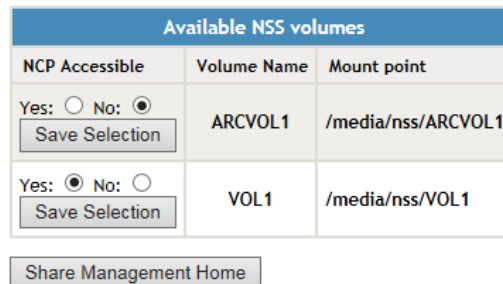 Available NSS volumes
NCP Accessible Volume Name Mount point
Yes: No:
Save Selection
ARCVOL1 /media/nss/ARCVOL1
Yes: No:
Save Selection
VOL1 /media/nss/VOL1
Share Management Home